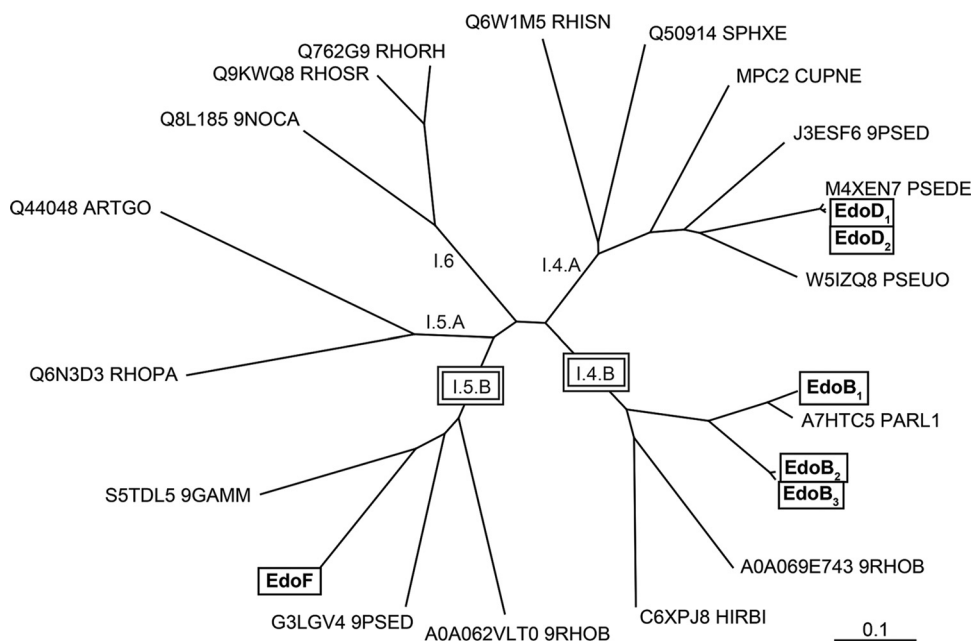 Q6W1M5 RHISN
Q50914 SPHXE
Q762G9 RHORH
Q9KWQ8 RHOSR
MPC2 CUPNE
Q8L185 9NOCA
J3ESF6 9PSED
M4XEN7 PSEDE
EdoD1
EdoD2
Q44048 ARTGO
I.6
I.4.A
W5IZQ8 PSEUO
I.5.A
Q6N3D3 RHOPA
I.5.B
I.4.B
EdoB1
A7HTC5 PARL1
EdoB2
EdoB3
S5TDL5 9GAMM
A0A069E743 9RHOB
EdoF
G3LGV4 9PSED
A0A062VLT0 9RHOB
C6XPJ8 HIRBI
0.1